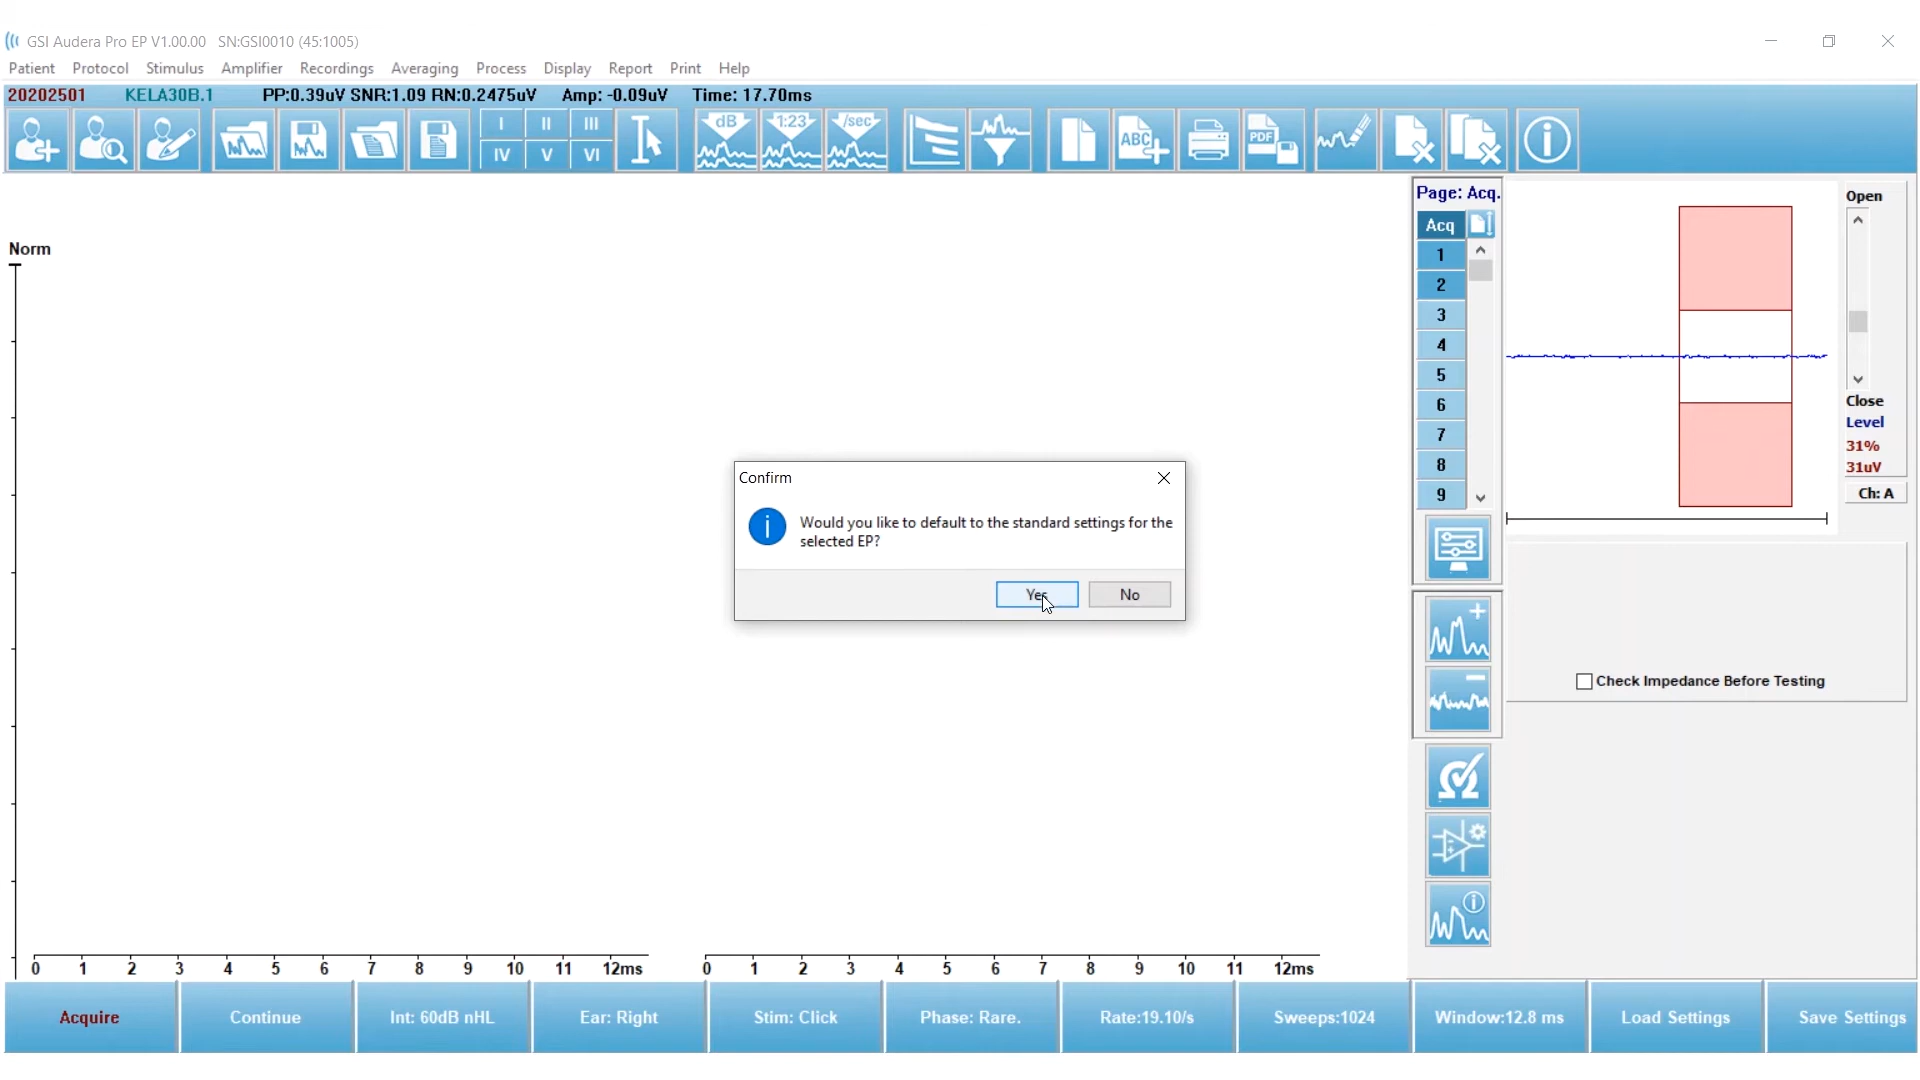 GSI Audera Pro EP V1.00.00 SN:GSI0010 (45:1005)
Patient Protocol Stimulus Amplifier Recordings Averaging Process Display Report Print Help
20202501 KELA30B.1 PP:0.39uV SNR:1.09 RN:0.2475uV Amp: -0.09uV Time: 17.70ms
I II III
IV V VI
dB 1:23 /sec
ABC
PDF
Page: Acq.
Acq
1
2
3
4
5
6
7
8
9
Open
Close
Level
31%
31uV
Ch: A
Norm
Confirm
Would you like to default to the standard settings for the
selected EP?
Yes No
Check Impedance Before Testing
0 1 2 3 4 5 6 7 8 9 10 11 12ms
0 1 2 3 4 5 6 7 8 9 10 11 12ms
Acquire Continue Int: 60dB nHL Ear: Right Stim: Click Phase: Rare. Rate:19.10/s Sweeps:1024 Window:12.8 ms Load Settings Save Settings